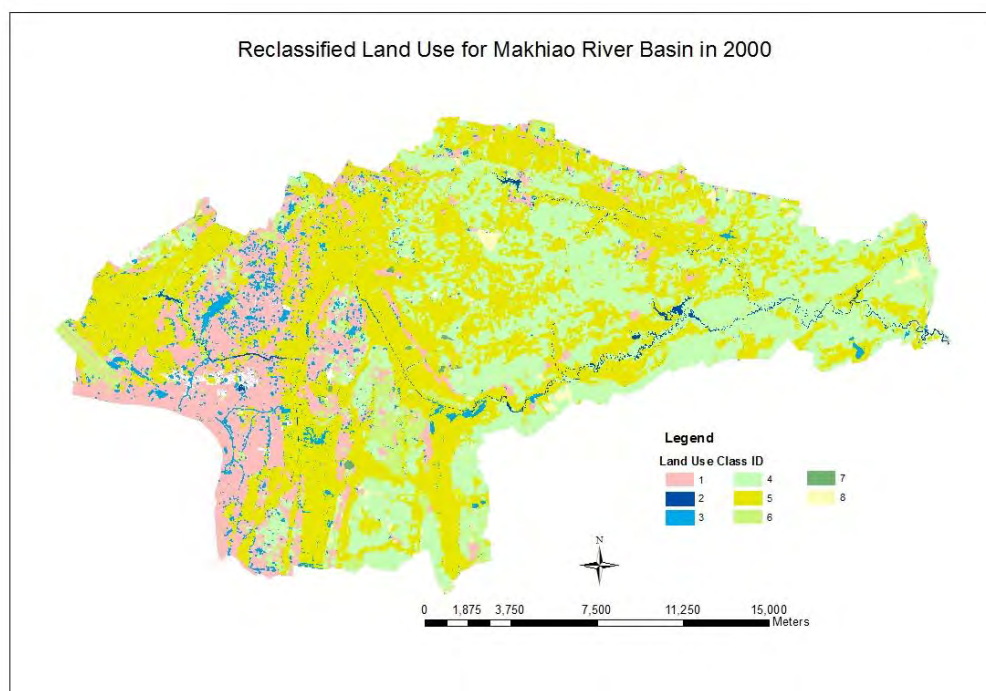 Reclassified Land Use for Makhiao River Basin in 2000
Legend
Land Use Class ID
1 4 7
2 5 8
3 6
N
0 1,875 3,750 7,500 11,250 15,000
Meters